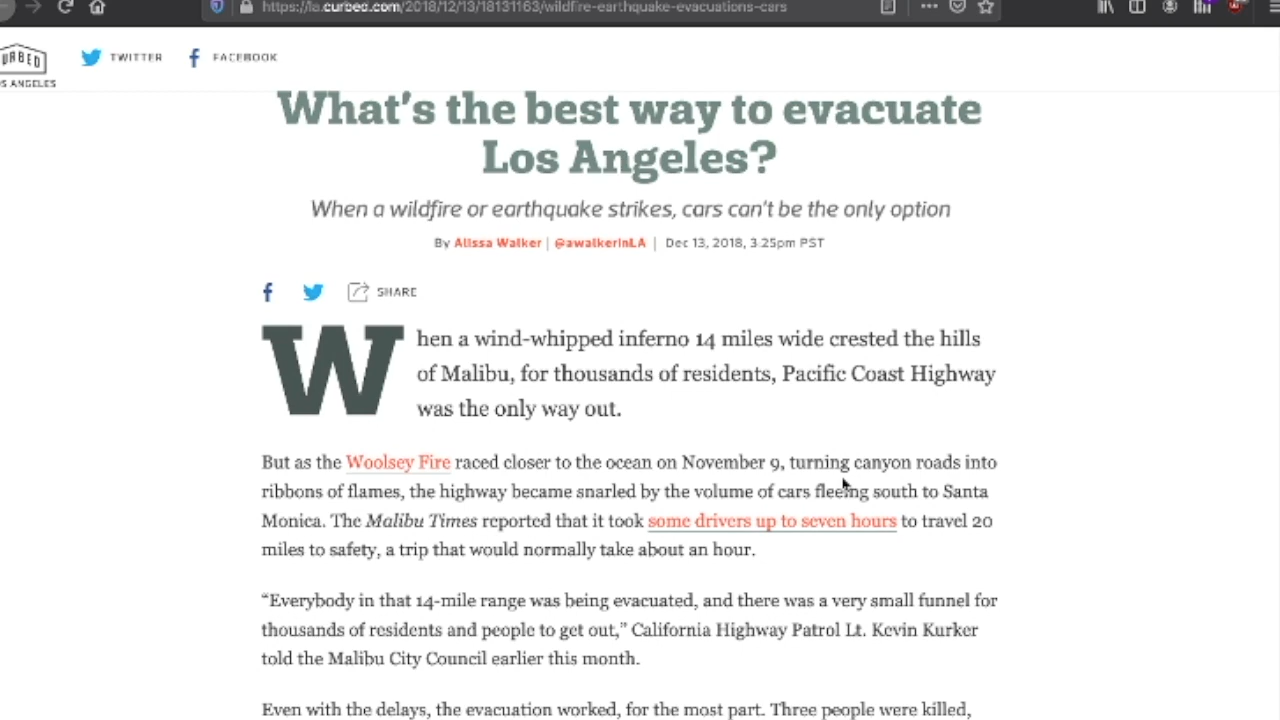 https://la.curbed.com/2018/12/13/18131163/wildfire-earthquake-evacuations-cars
TWITTER FACEBOOK
URBED
OS ANGELES
What's the best way to evacuate
Los Angeles?
When a wildfire or earthquake strikes, cars can't be the only option
By Alissa Walker | @awalkerinLA | Dec 13, 2018, 3:25pm PST
SHARE
When a wind-whipped inferno 14 miles wide crested the hills
of Malibu, for thousands of residents, Pacific Coast Highway
was the only way out.
But as the Woolsey Fire raced closer to the ocean on November 9, turning canyon roads into
ribbons of flames, the highway became snarled by the volume of cars fleeing south to Santa
Monica. The Malibu Times reported that it took some drivers up to seven hours to travel 20
miles to safety, a trip that would normally take about an hour.
“Everybody in that 14-mile range was being evacuated, and there was a very small funnel for
thousands of residents and people to get out,” California Highway Patrol Lt. Kevin Kurker
told the Malibu City Council earlier this month.
Even with the delays, the evacuation worked, for the most part. Three people were killed,